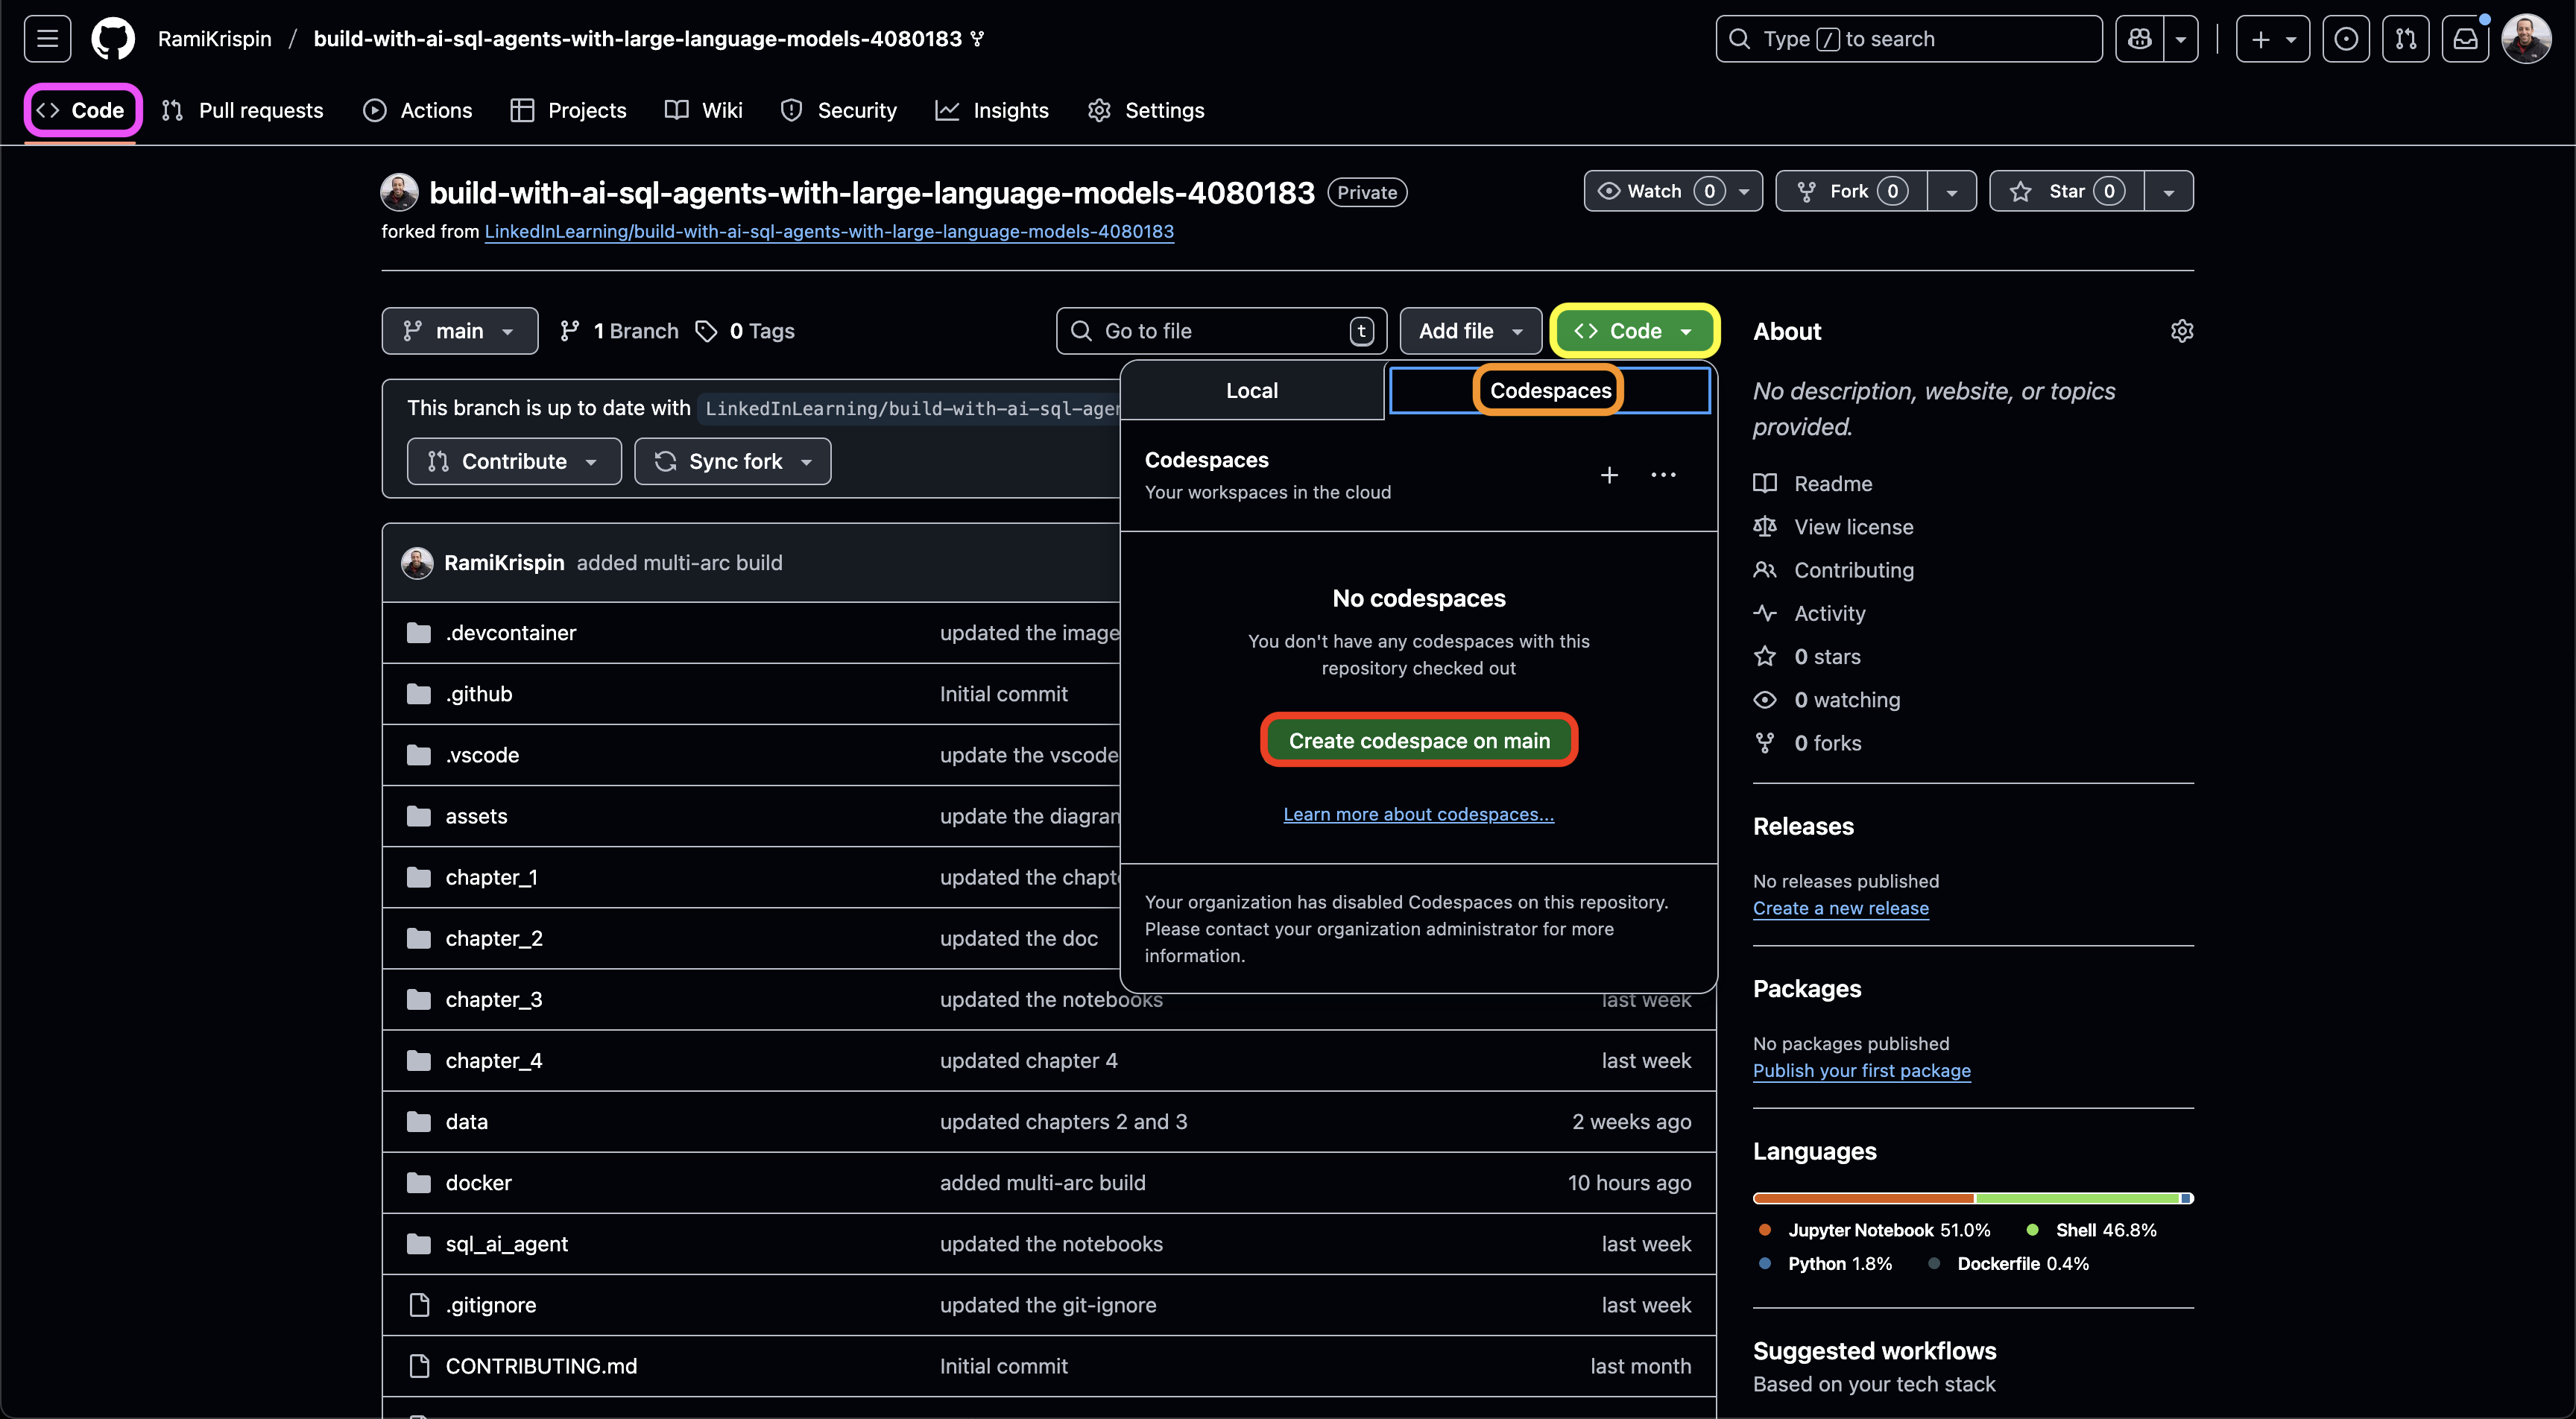 RamiKrispin / build-with-ai-sql-agents-with-large-language-models-4080183
Type / to search
Code
Pull requests
Actions
Projects
Wiki
Security
Insights
Settings
build-with-ai-sql-agents-with-large-language-models-4080183 Private
Watch 0
Fork 0
Star 0
forked from LinkedInLearning/build-with-ai-sql-agents-with-large-language-models-4080183
main
1 Branch
0 Tags
Go to file t
Add file
Code
This branch is up to date with LinkedInLearning/build-with-ai-sql-agen
Contribute
Sync fork
Local
Codespaces
Codespaces
Your workspaces in the cloud
No codespaces
You don't have any codespaces with this
repository checked out
Create codespace on main
Learn more about codespaces...
Your organization has disabled Codespaces on this repository.
Please contact your organization administrator for more
information.
RamiKrispin added multi-arc build
.devcontainer updated the image
.github Initial commit
.vscode update the vscode
assets update the diagram
chapter_1 updated the chapte
chapter_2 updated the doc
chapter_3 updated the notebooks last week
chapter_4 updated chapter 4 last week
data updated chapters 2 and 3 2 weeks ago
docker added multi-arc build 10 hours ago
sql_ai_agent updated the notebooks last week
.gitignore updated the git-ignore last week
CONTRIBUTING.md Initial commit last month
About
No description, website, or topics
provided.
Readme
View license
Contributing
Activity
0 stars
0 watching
0 forks
Releases
No releases published
Create a new release
Packages
No packages published
Publish your first package
Languages
Jupyter Notebook 51.0%
Shell 46.8%
Python 1.8%
Dockerfile 0.4%
Suggested workflows
Based on your tech stack